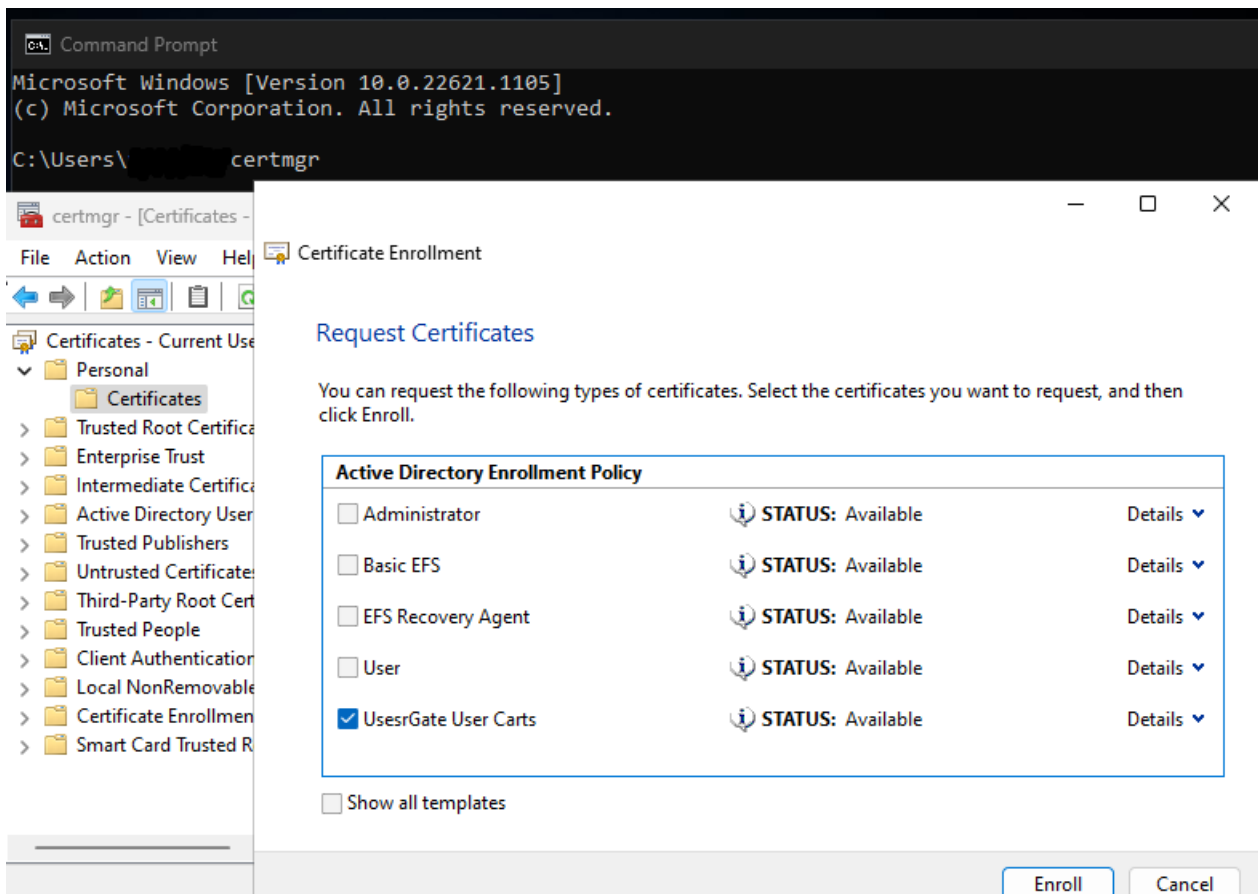 Command Prompt
Microsoft Windows [Version 10.0.22621.1105]
(c) Microsoft Corporation. All rights reserved.
C:\Users\ certmgr
certmgr - [Certificates -
File Action View Help
Certificate Enrollment
Certificates - Current Use
Personal
Certificates
Trusted Root Certifica
Enterprise Trust
Intermediate Certifica
Active Directory User
Trusted Publishers
Untrusted Certificates
Third-Party Root Cert
Trusted People
Client Authentication
Local NonRemovable
Certificate Enrollmen
Smart Card Trusted R
Request Certificates
You can request the following types of certificates. Select the certificates you want to request, and then
click Enroll.
Active Directory Enrollment Policy
Administrator STATUS: Available Details
Basic EFS STATUS: Available Details
EFS Recovery Agent STATUS: Available Details
User STATUS: Available Details
UsesrGate User Carts STATUS: Available Details
Show all templates
Enroll Cancel